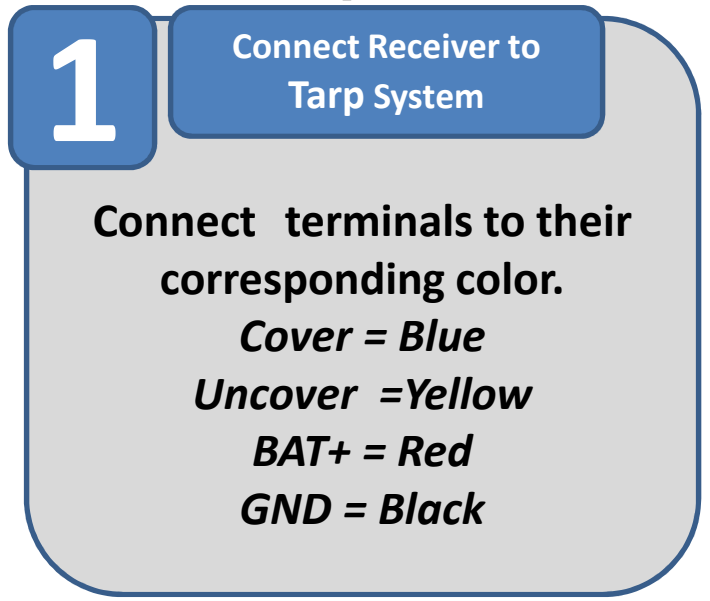 1
Connect Receiver to
Tarp System
Connect terminals to their
corresponding color.
Cover = Blue
Uncover =Yellow
BAT+ = Red
GND = Black